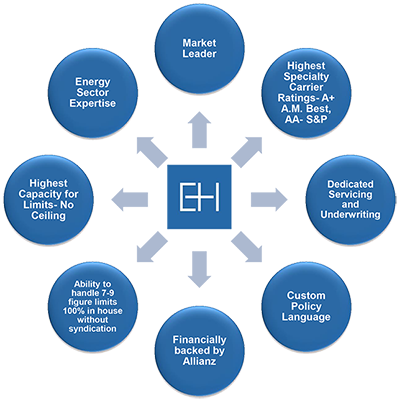 Market
Leader
Highest
Specialty
Carrier
Ratings- A+
A.M. Best,
AA- S&P
Dedicated
Servicing
and
Underwriting
Custom
Policy
Language
Financially
backed by
Allianz
Ability to
handle 7-9
figure limits
100% in house
without
syndication
Highest
Capacity for
Limits- No
Ceiling
Energy
Sector
Expertise
EH